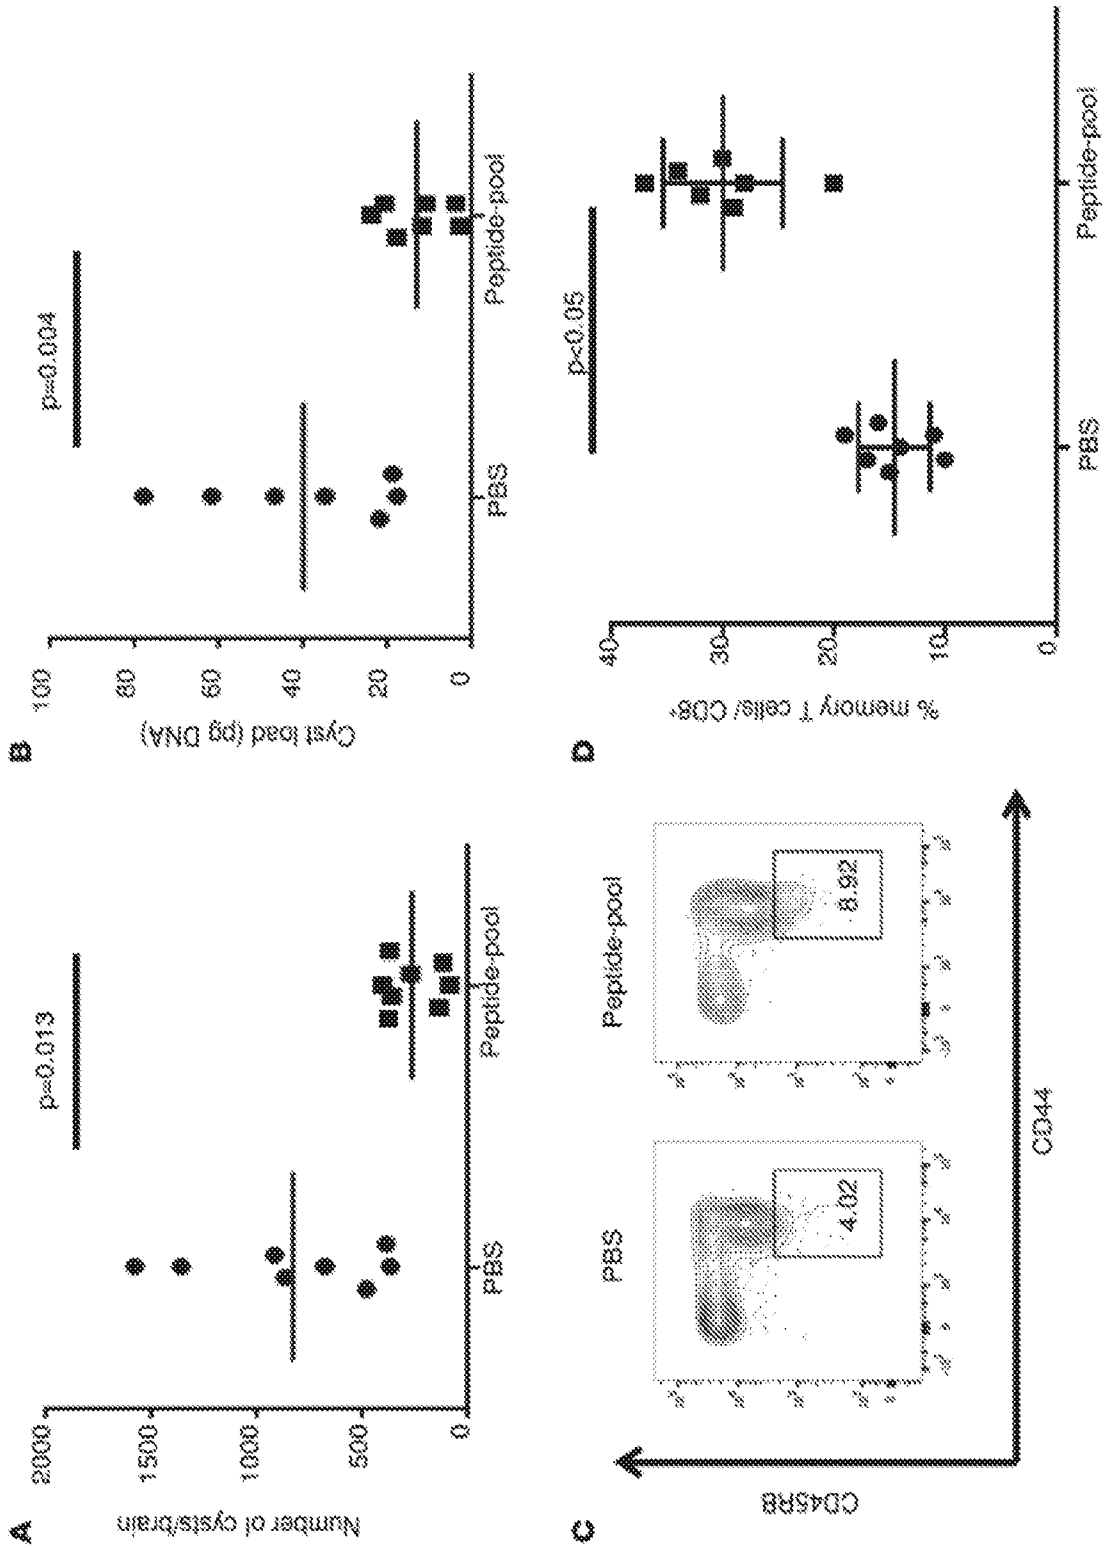 A
Number of cysts/brain
2000
1500
1000
500
0
p=0.013
PBS
Peptide-pool
B
Cyst load (pg DNA)
100
80
60
40
20
0
p=0.004
PBS
Peptide-pool
C
CD45RB
PBS
Peptide-pool
4.02
8.92
CD44
D
% memory T cells/ CD8⁺
40
30
20
10
0
p<0.05
PBS
Peptide-pool